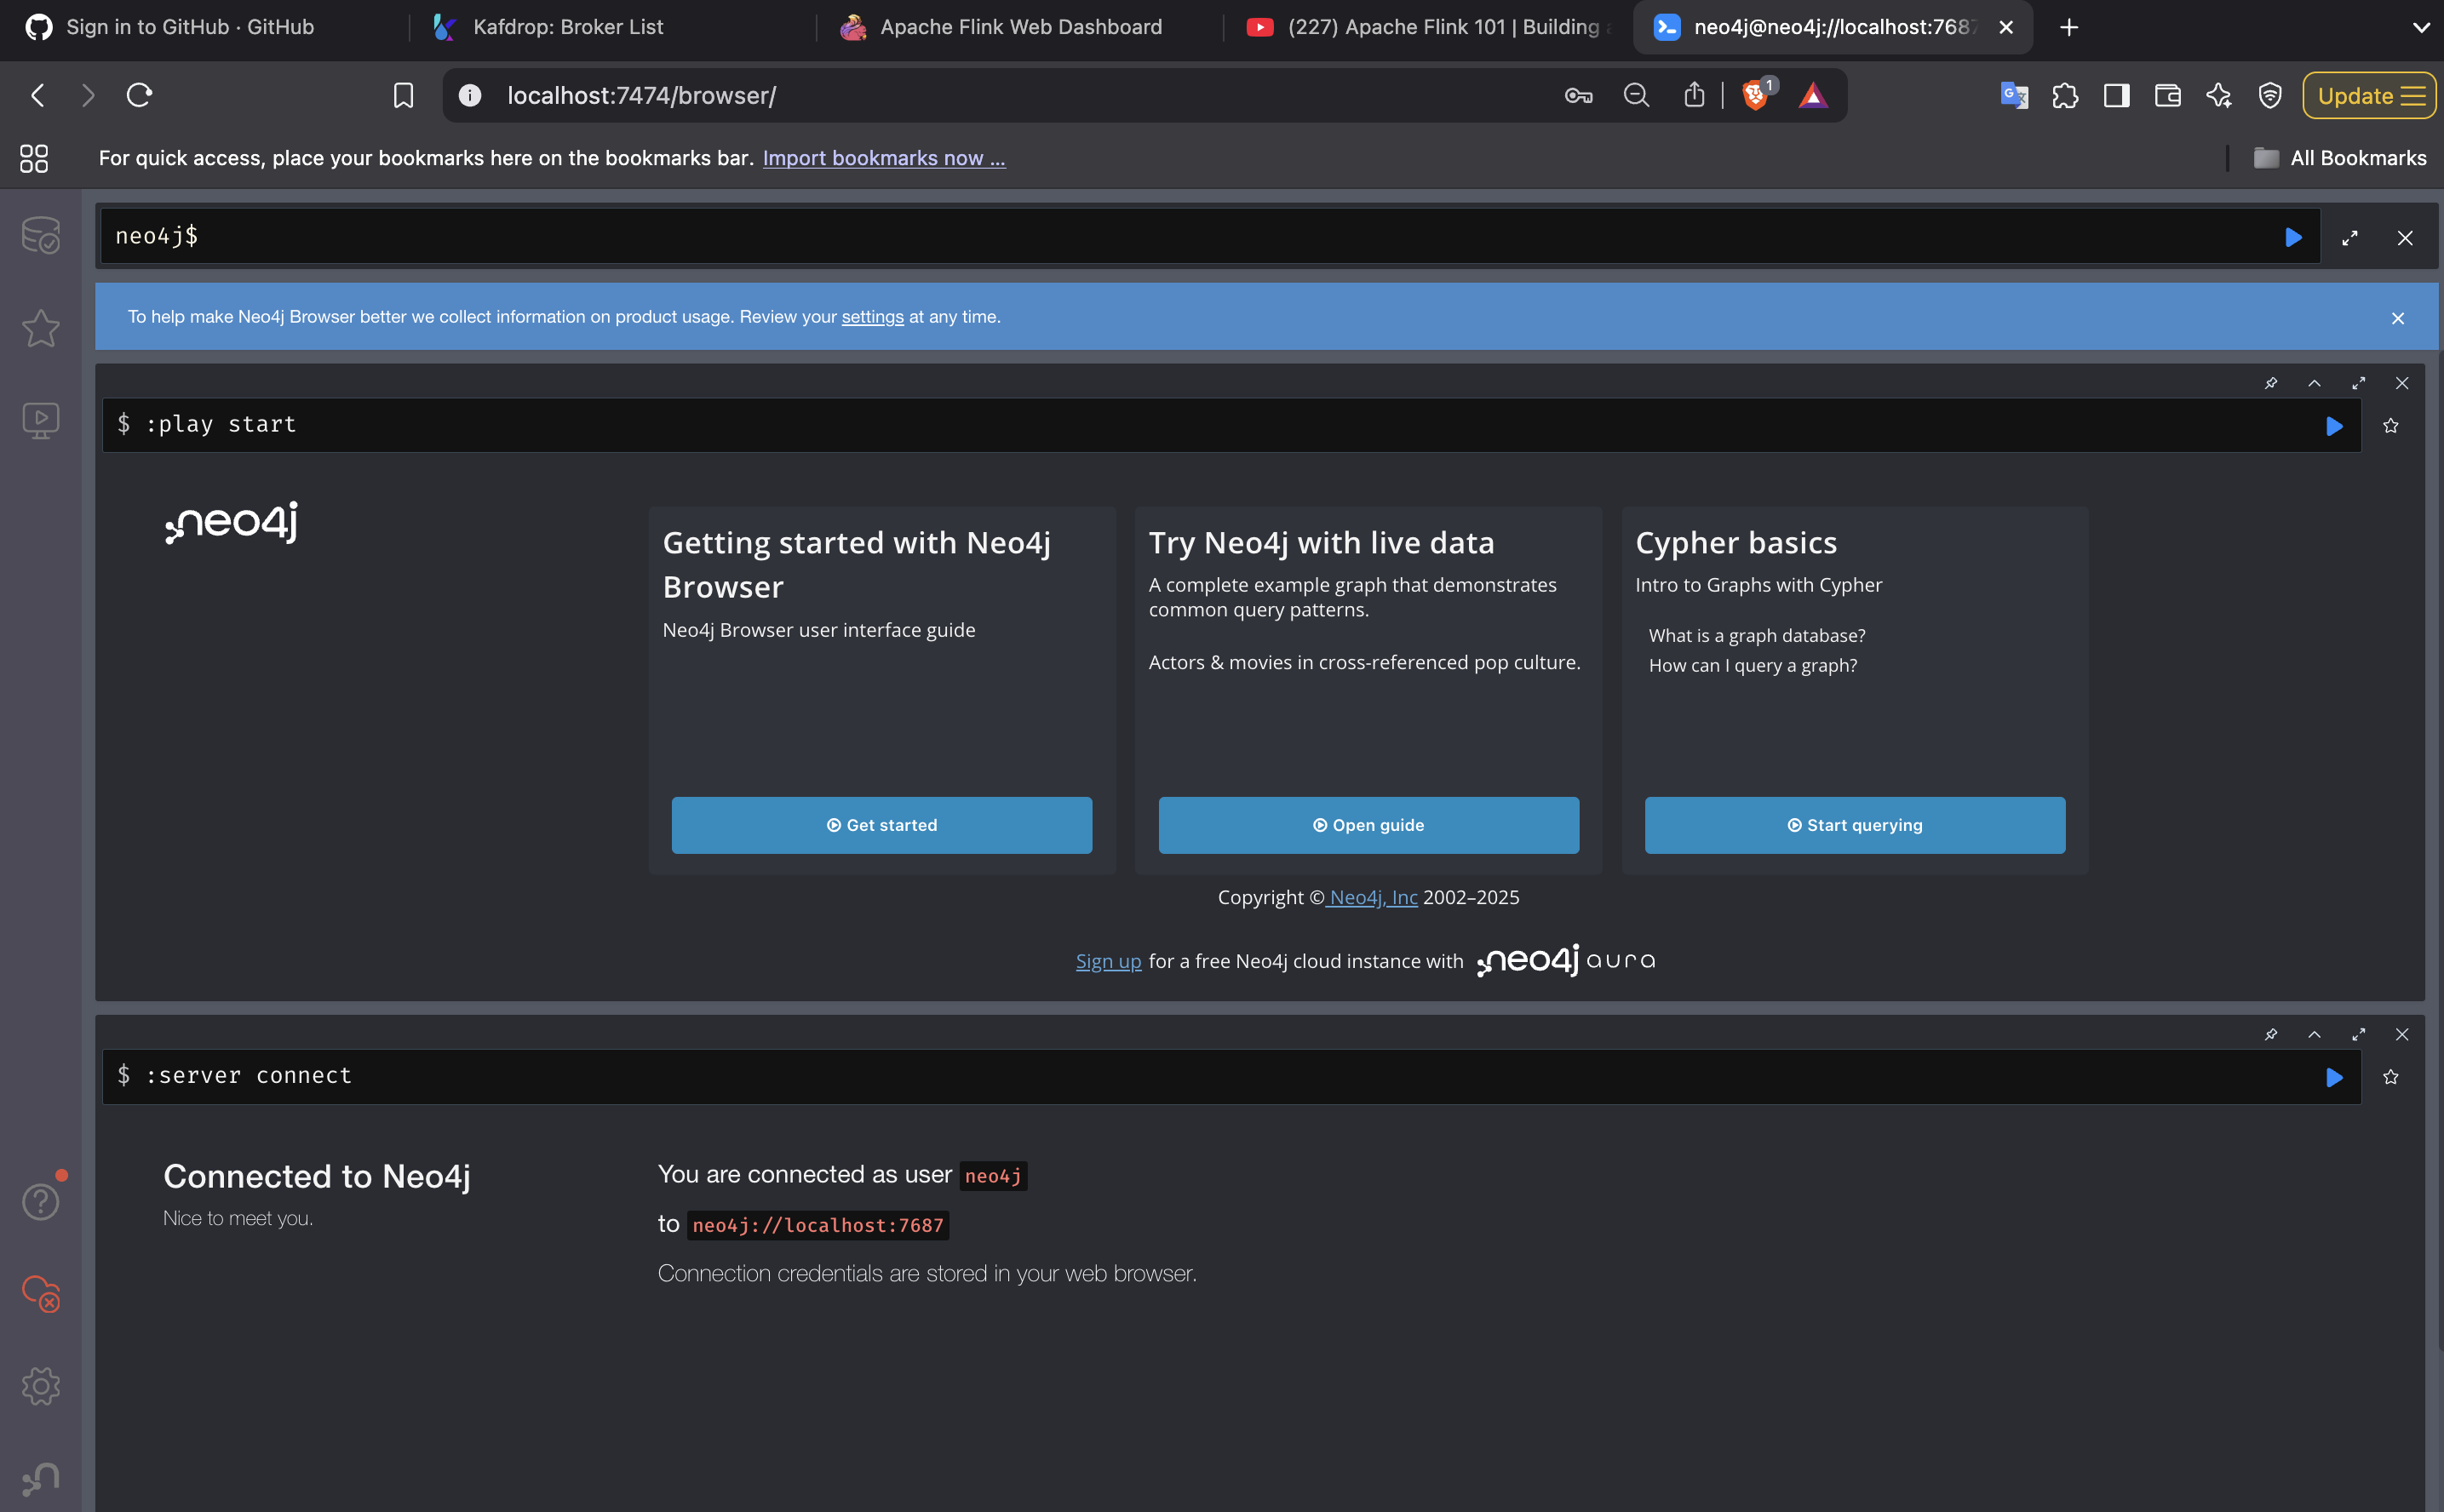 Sign in to GitHub · GitHub
Kafdrop: Broker List
Apache Flink Web Dashboard
(227) Apache Flink 101 | Building
neo4j@neo4j://localhost:7687
localhost:7474/browser/
1
Update
For quick access, place your bookmarks here on the bookmarks bar. Import bookmarks now ...
All Bookmarks
neo4j$
To help make Neo4j Browser better we collect information on product usage. Review your settings at any time.
$ :play start
neo4j
Getting started with Neo4j
Browser
Neo4j Browser user interface guide
Get started
Try Neo4j with live data
A complete example graph that demonstrates
common query patterns.
Actors & movies in cross-referenced pop culture.
Open guide
Cypher basics
Intro to Graphs with Cypher
What is a graph database?
How can I query a graph?
Start querying
Copyright © Neo4j, Inc 2002–2025
Sign up for a free Neo4j cloud instance with neo4j aura
$ :server connect
Connected to Neo4j
Nice to meet you.
You are connected as user neo4j
to neo4j://localhost:7687
Connection credentials are stored in your web browser.